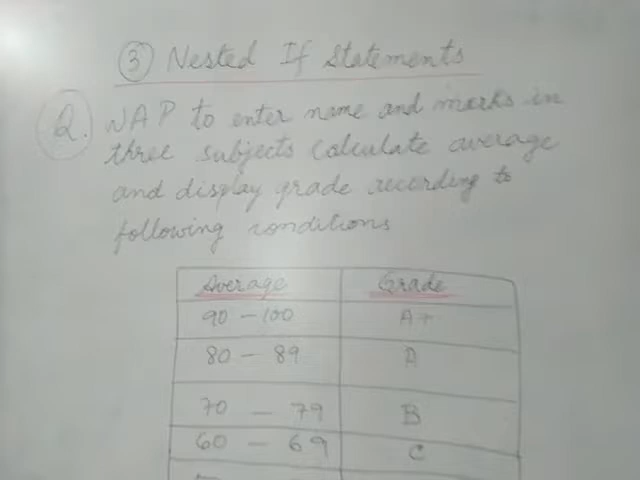 ③ Nested If Statements
Q. WAP to enter name and marks in
three subjects Calculate average
and display grade according to
following conditions
Average Grade
90 - 100 A+
80 - 89 A
70 - 79 B
60 - 69 C